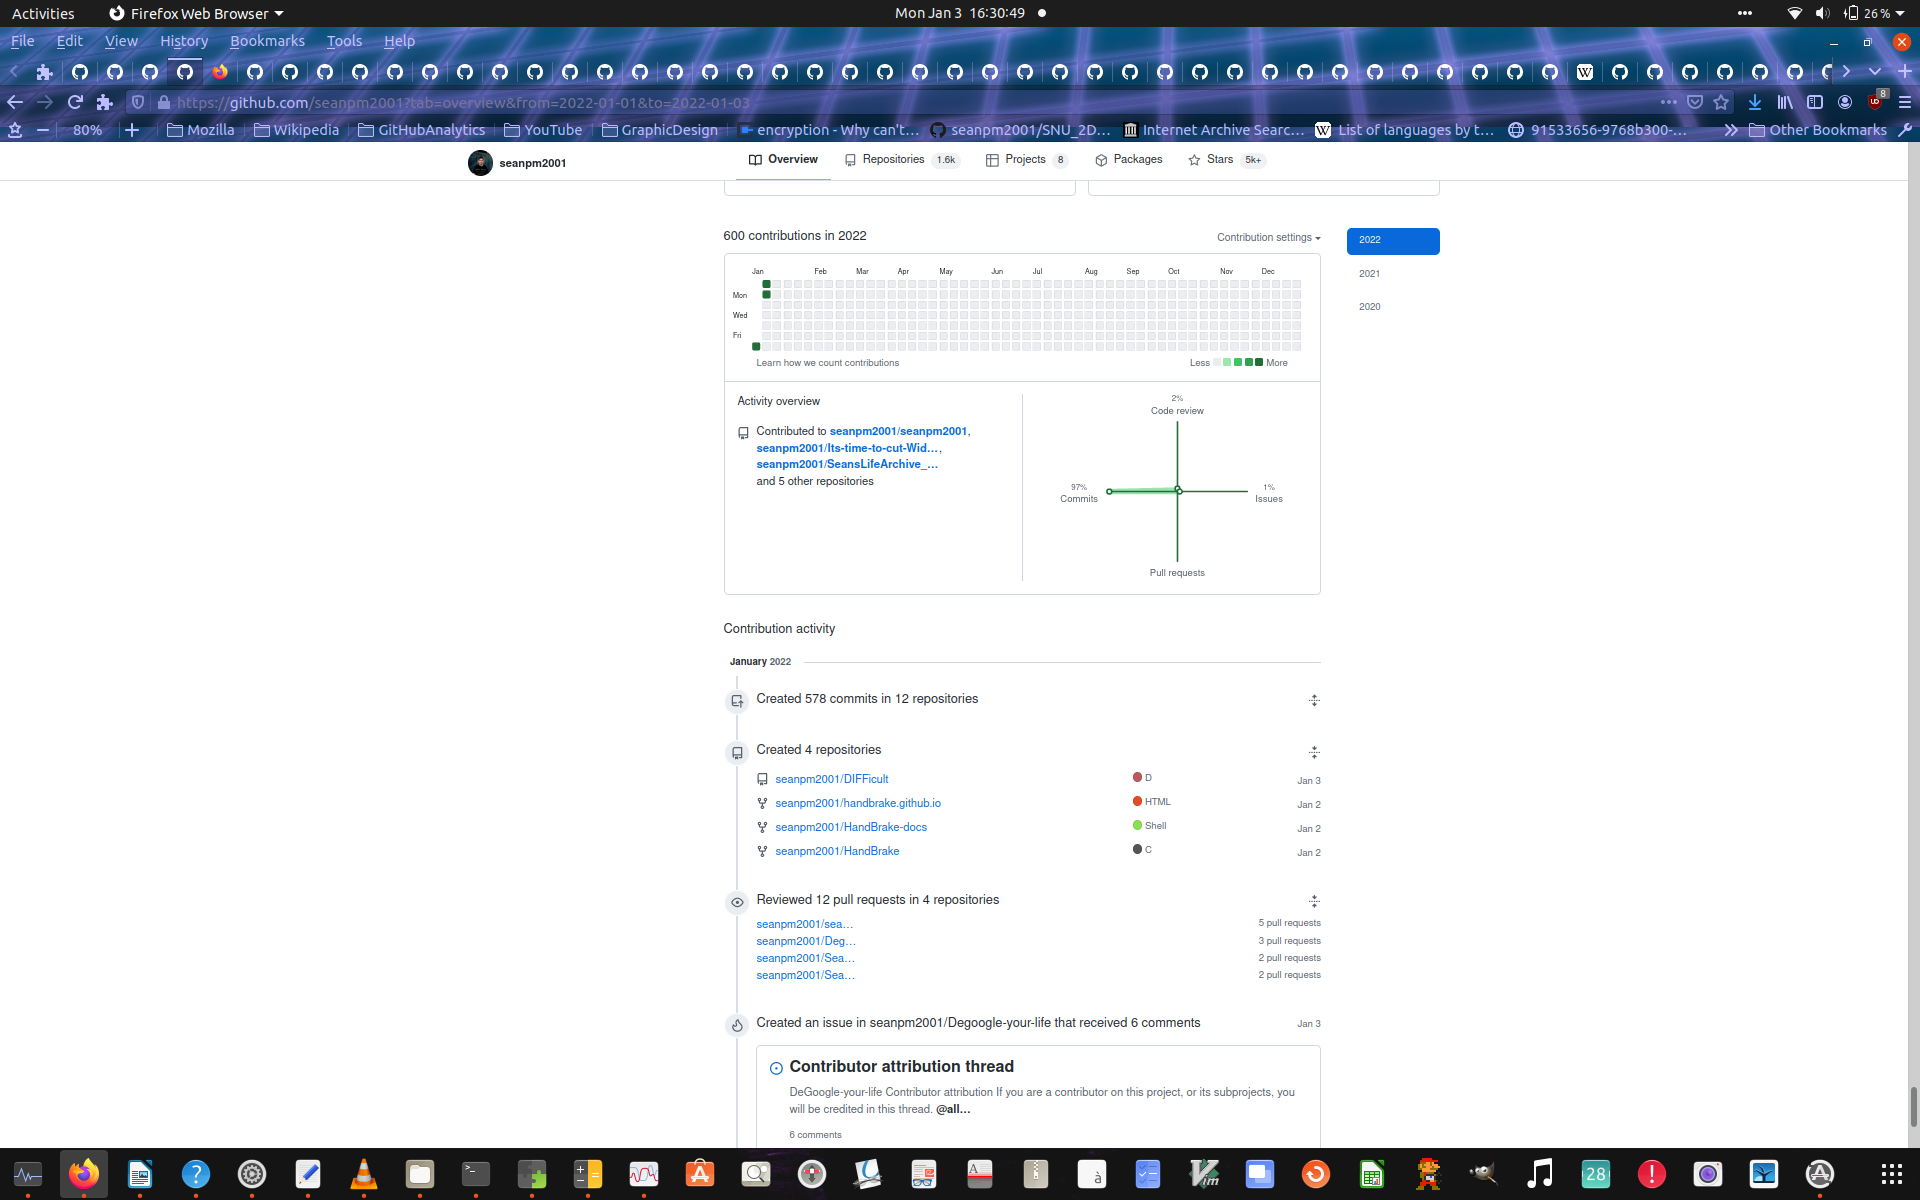 Activities
Firefox Web Browser
Mon Jan 3 16:30:49
26 %
File Edit View History Bookmarks Tools Help
https://github.com/seanpm2001?tab=overview&from=2022-01-01&to=2022-01-03
8
80%
Mozilla
Wikipedia
GitHubAnalytics
YouTube
GraphicDesign
encryption - Why can't…
seanpm2001/SNU_2D…
Internet Archive Searc…
List of languages by t…
91533656-9768b300-…
Other Bookmarks
seanpm2001
Overview
Repositories 1.6k
Projects 8
Packages
Stars 5k+
600 contributions in 2022
Contribution settings
2022
2021
2020
Jan Feb Mar Apr May Jun Jul Aug Sep Oct Nov Dec
Mon
Wed
Fri
Learn how we count contributions
Less More
Activity overview
Contributed to seanpm2001/seanpm2001,
seanpm2001/Its-time-to-cut-Wid…,
seanpm2001/SeansLifeArchive_…
and 5 other repositories
2%
Code review
97%
Commits
1%
Issues
Pull requests
Contribution activity
January 2022
Created 578 commits in 12 repositories
Created 4 repositories
seanpm2001/DIFFicult D Jan 3
seanpm2001/handbrake.github.io HTML Jan 2
seanpm2001/HandBrake-docs Shell Jan 2
seanpm2001/HandBrake C Jan 2
Reviewed 12 pull requests in 4 repositories
seanpm2001/sea… 5 pull requests
seanpm2001/Deg… 3 pull requests
seanpm2001/Sea… 2 pull requests
seanpm2001/Sea… 2 pull requests
Created an issue in seanpm2001/Degoogle-your-life that received 6 comments Jan 3
Contributor attribution thread
DeGoogle-your-life Contributor attribution If you are a contributor on this project, or its subprojects, you
will be credited in this thread. @all…
6 comments
28